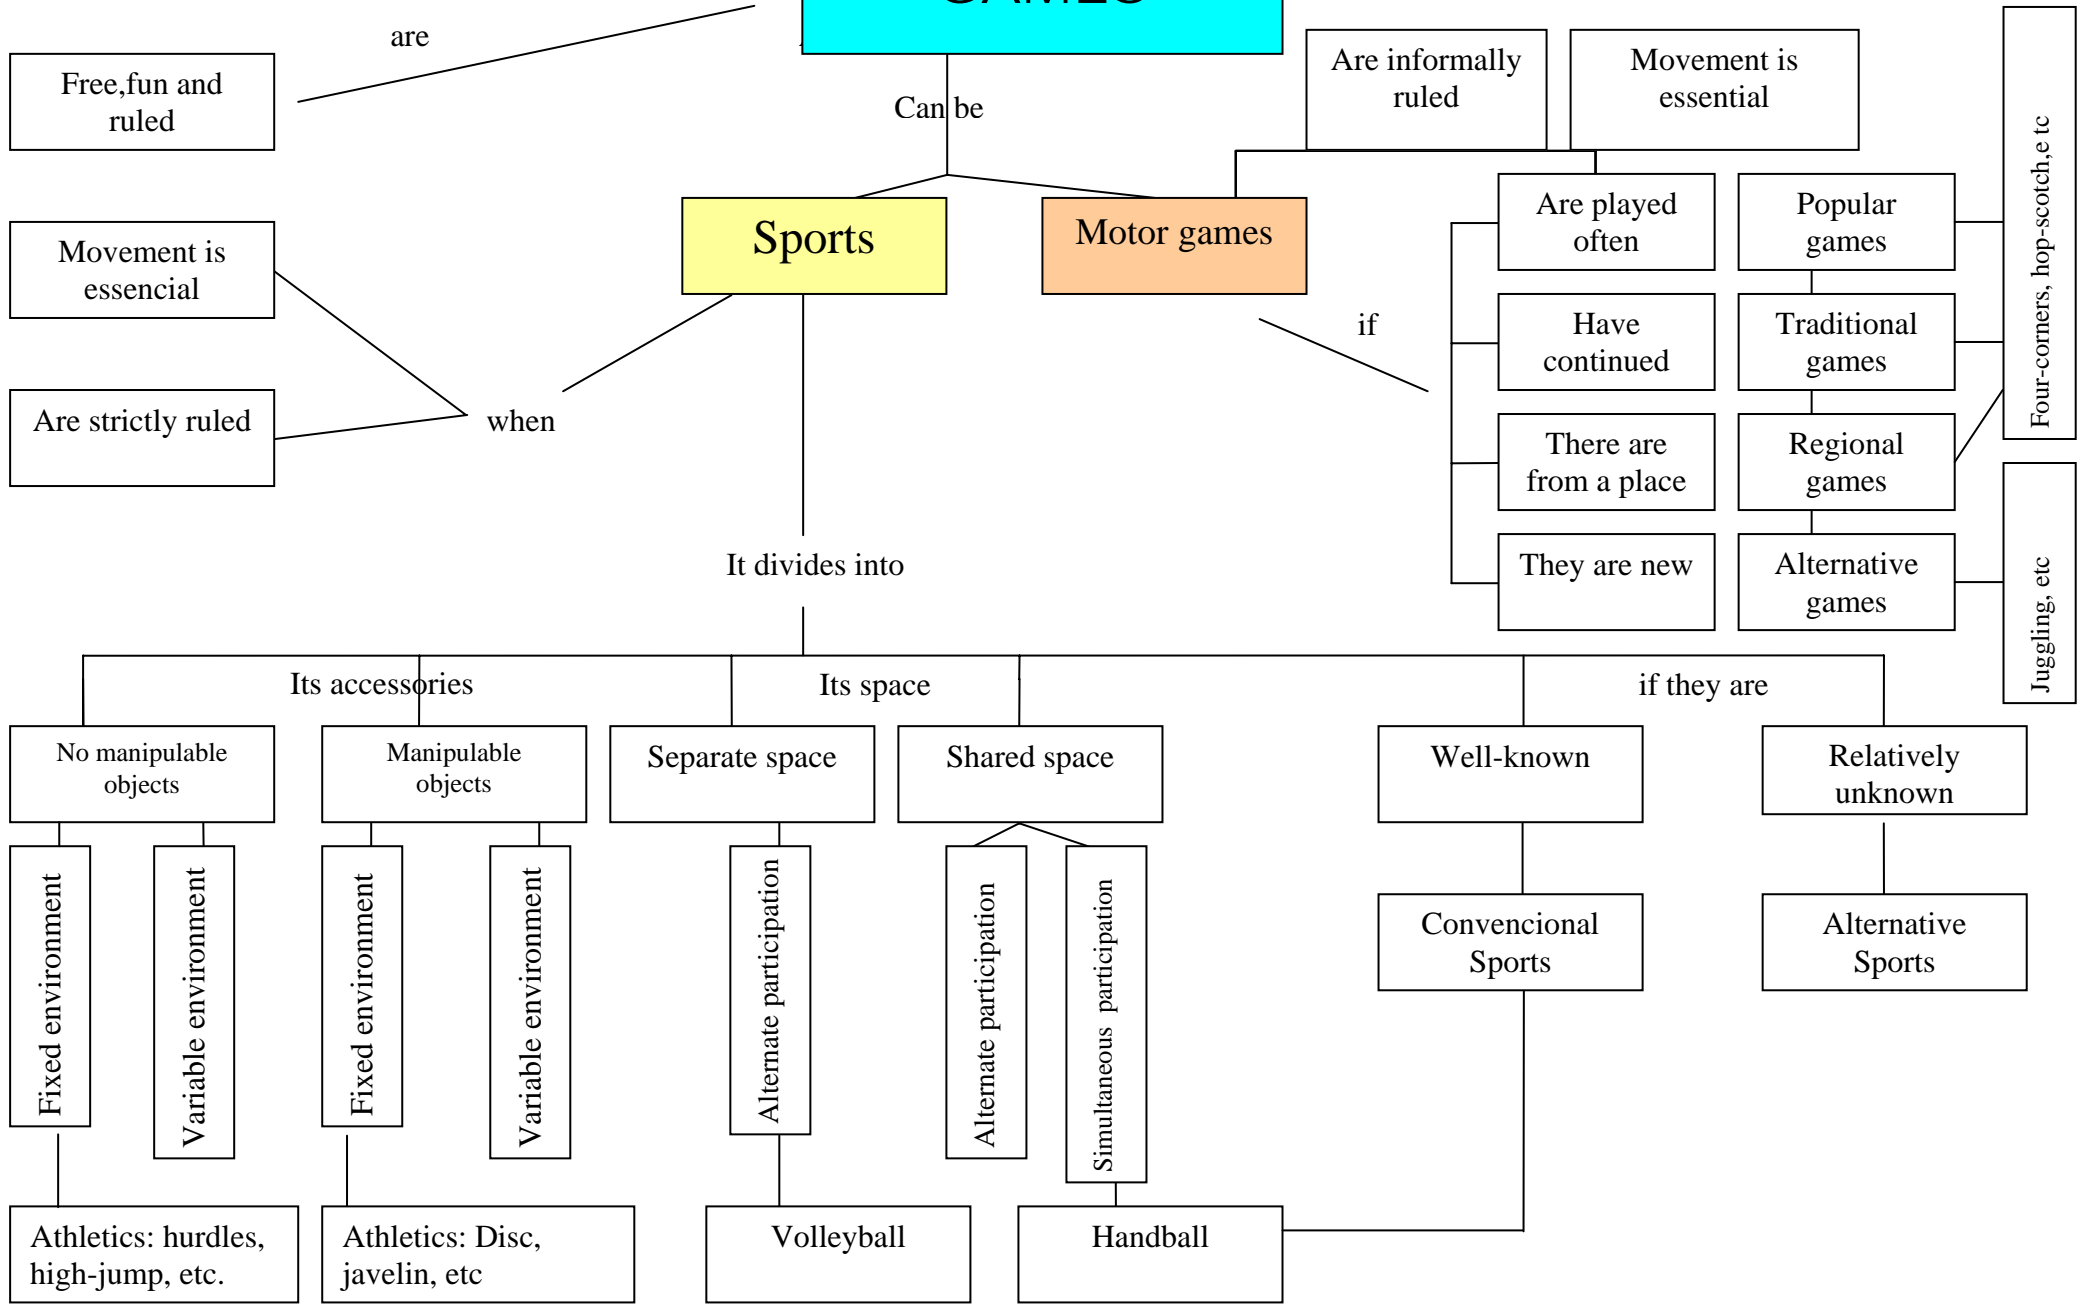 GAMES
are
Free,fun and
ruled
Can be
Are informally
ruled
Movement is
essential
Four-corners, hop-scotch,e tc
Sports
Motor games
Are played
often
Popular
games
Movement is
essencial
if
Have
continued
Traditional
games
Are strictly ruled
when
There are
from a place
Regional
games
It divides into
They are new
Alternative
games
Juggling, etc
Its accessories
Its space
if they are
No manipulable
objects
Manipulable
objects
Separate space
Shared space
Well-known
Relatively
unknown
Fixed environment
Variable environment
Fixed environment
Variable environment
Alternate participation
Alternate participation
Simultaneous participation
Convencional
Sports
Alternative
Sports
Athletics: hurdles,
high-jump, etc.
Athletics: Disc,
javelin, etc
Volleyball
Handball